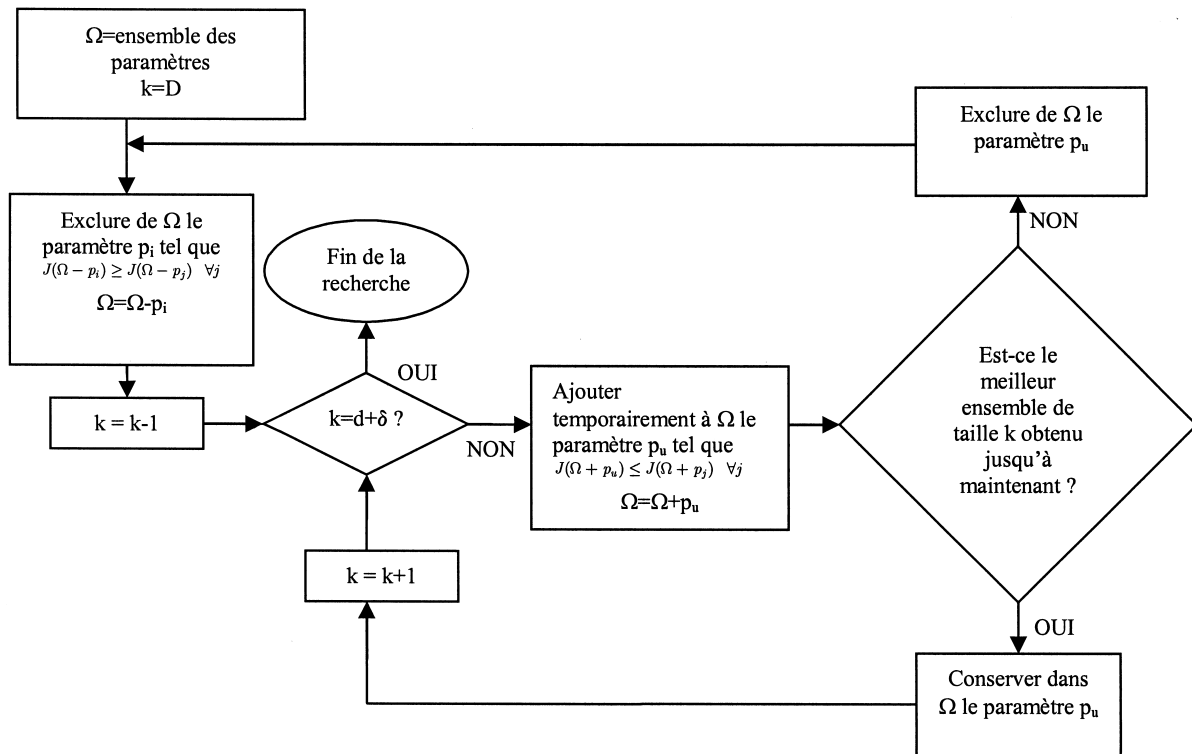 Ω=ensemble des
paramètres
k=D
Exclure de Ω le
paramètre pᵤ
Exclure de Ω le
paramètre pᵢ tel que
J(Ω − pᵢ) ≥ J(Ω − pⱼ) ∀j
Ω=Ω-pᵢ
NON
Fin de la
recherche
OUI
k = k-1
k=d+δ ?
NON
Ajouter
temporairement à Ω le
paramètre pᵤ tel que
J(Ω + pᵤ) ≤ J(Ω + pⱼ) ∀j
Ω=Ω+pᵤ
Est-ce le
meilleur
ensemble de
taille k obtenu
jusqu'à
maintenant ?
k = k+1
OUI
Conserver dans
Ω le paramètre pᵤ